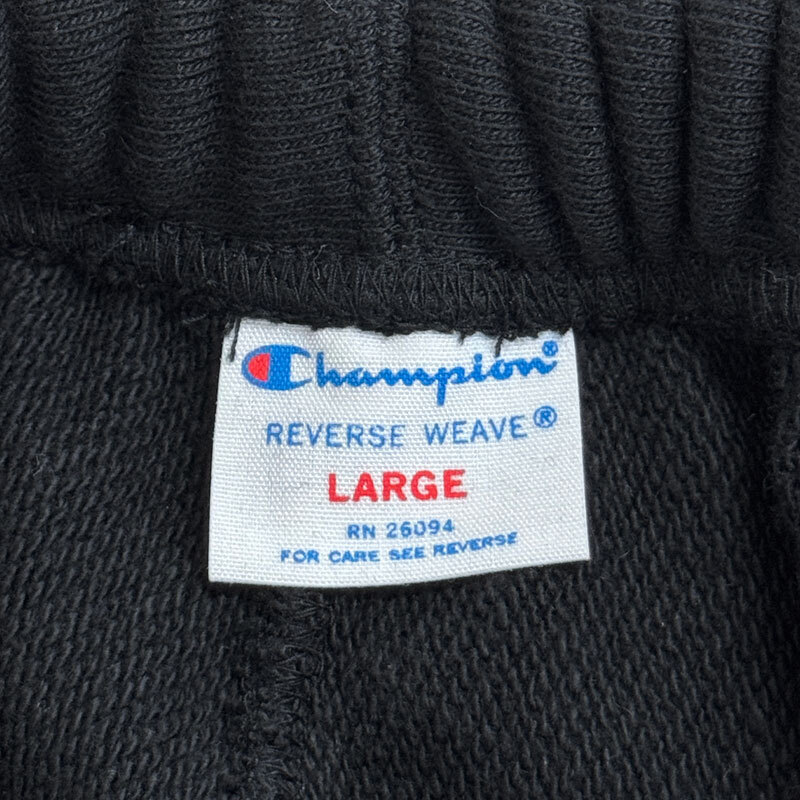 Champion®
REVERSE WEAVE®
LARGE
RN 26094
FOR CARE SEE REVERSE